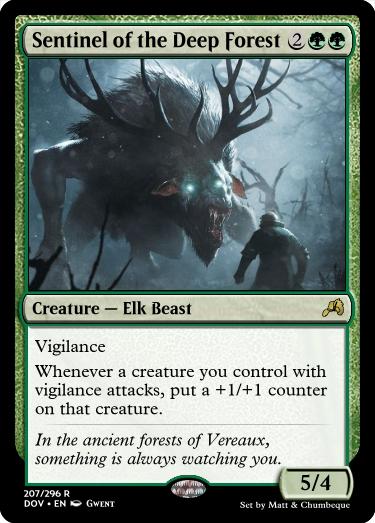 Sentinel of the Deep Forest 2
Creature — Elk Beast
Vigilance
Whenever a creature you control with
vigilance attacks, put a +1/+1 counter
on that creature.
In the ancient forests of Vereaux,
something is always watching you.
5/4
207/296 R
DOV • EN Gwent
Set by Matt & Chumbeque